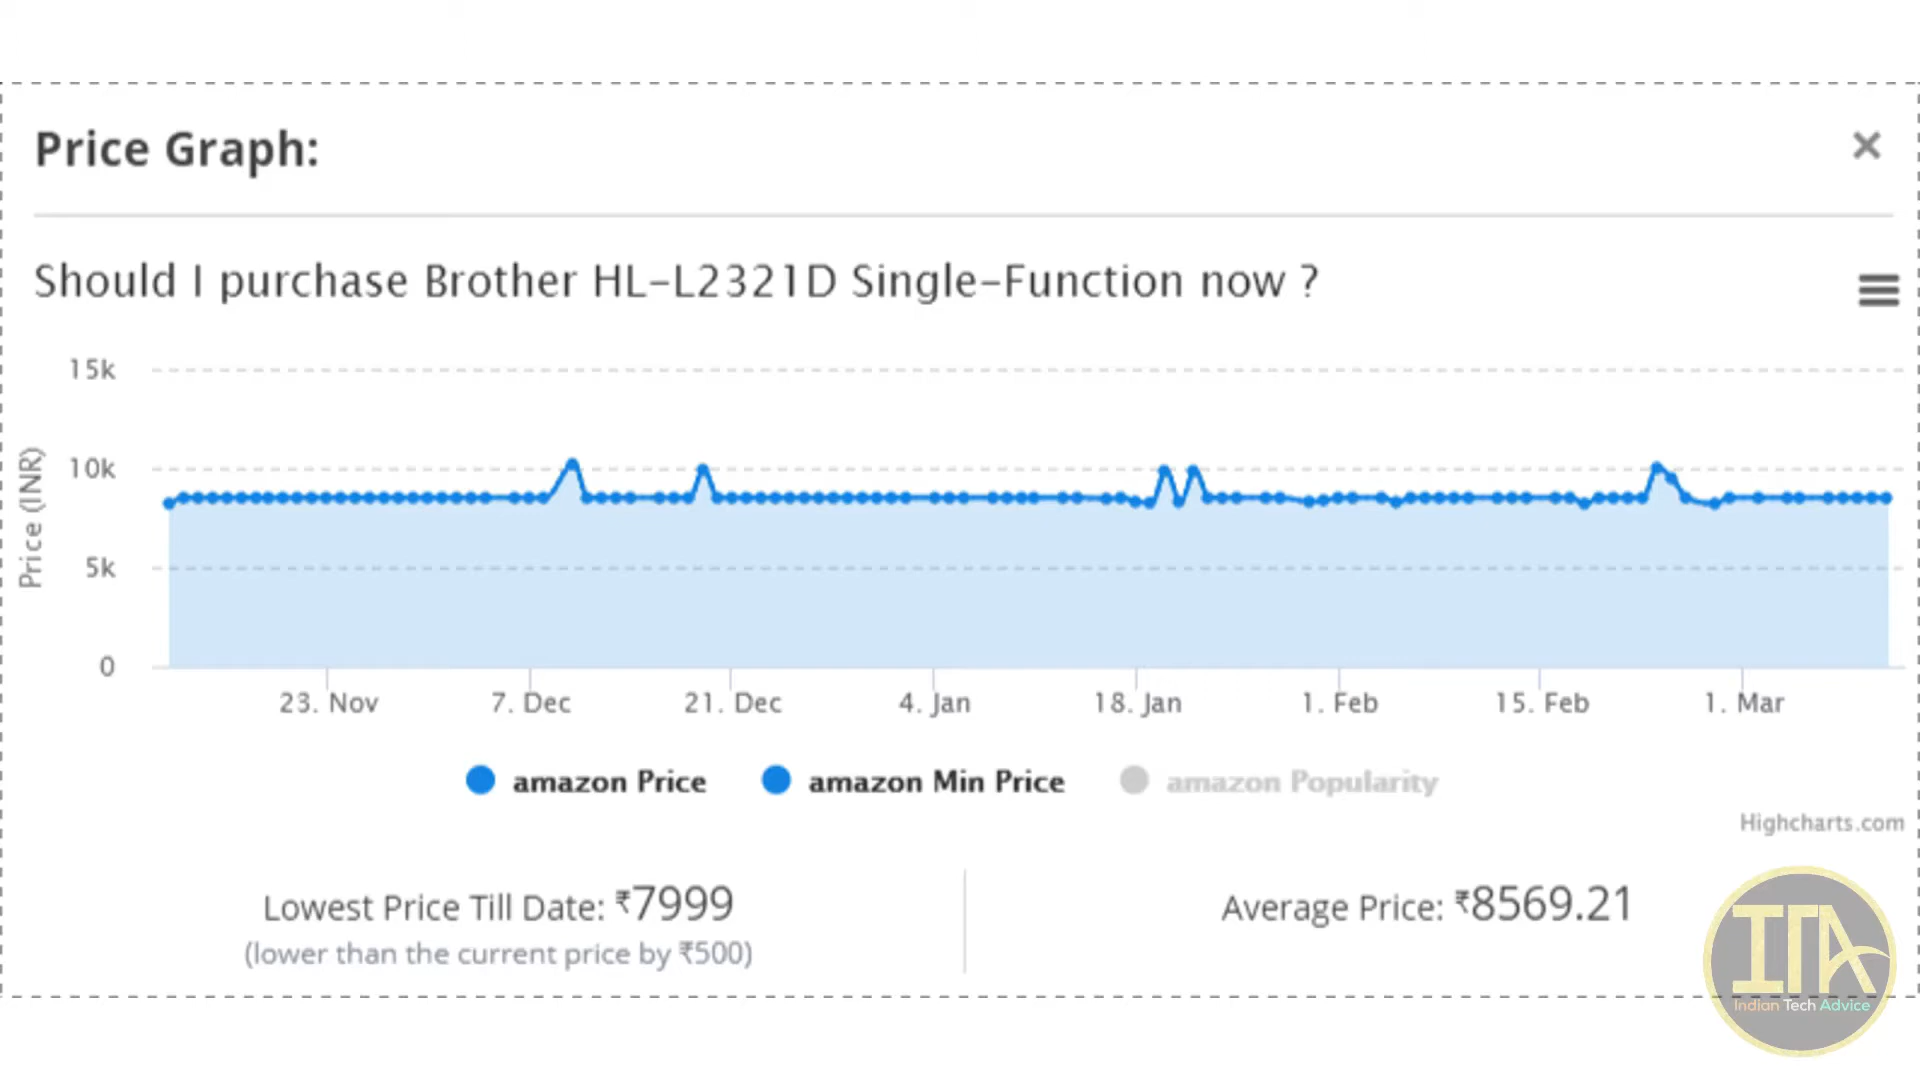 Price Graph:
Should I purchase Brother HL-L2321D Single-Function now ?
15k
10k
5k
0
Price (INR)
23. Nov 7. Dec 21. Dec 4. Jan 18. Jan 1. Feb 15. Feb 1. Mar
amazon Price amazon Min Price amazon Popularity
Highcharts.com
Lowest Price Till Date: ₹7999
(lower than the current price by ₹500)
Average Price: ₹8569.21
ITA
Indian Tech Advice